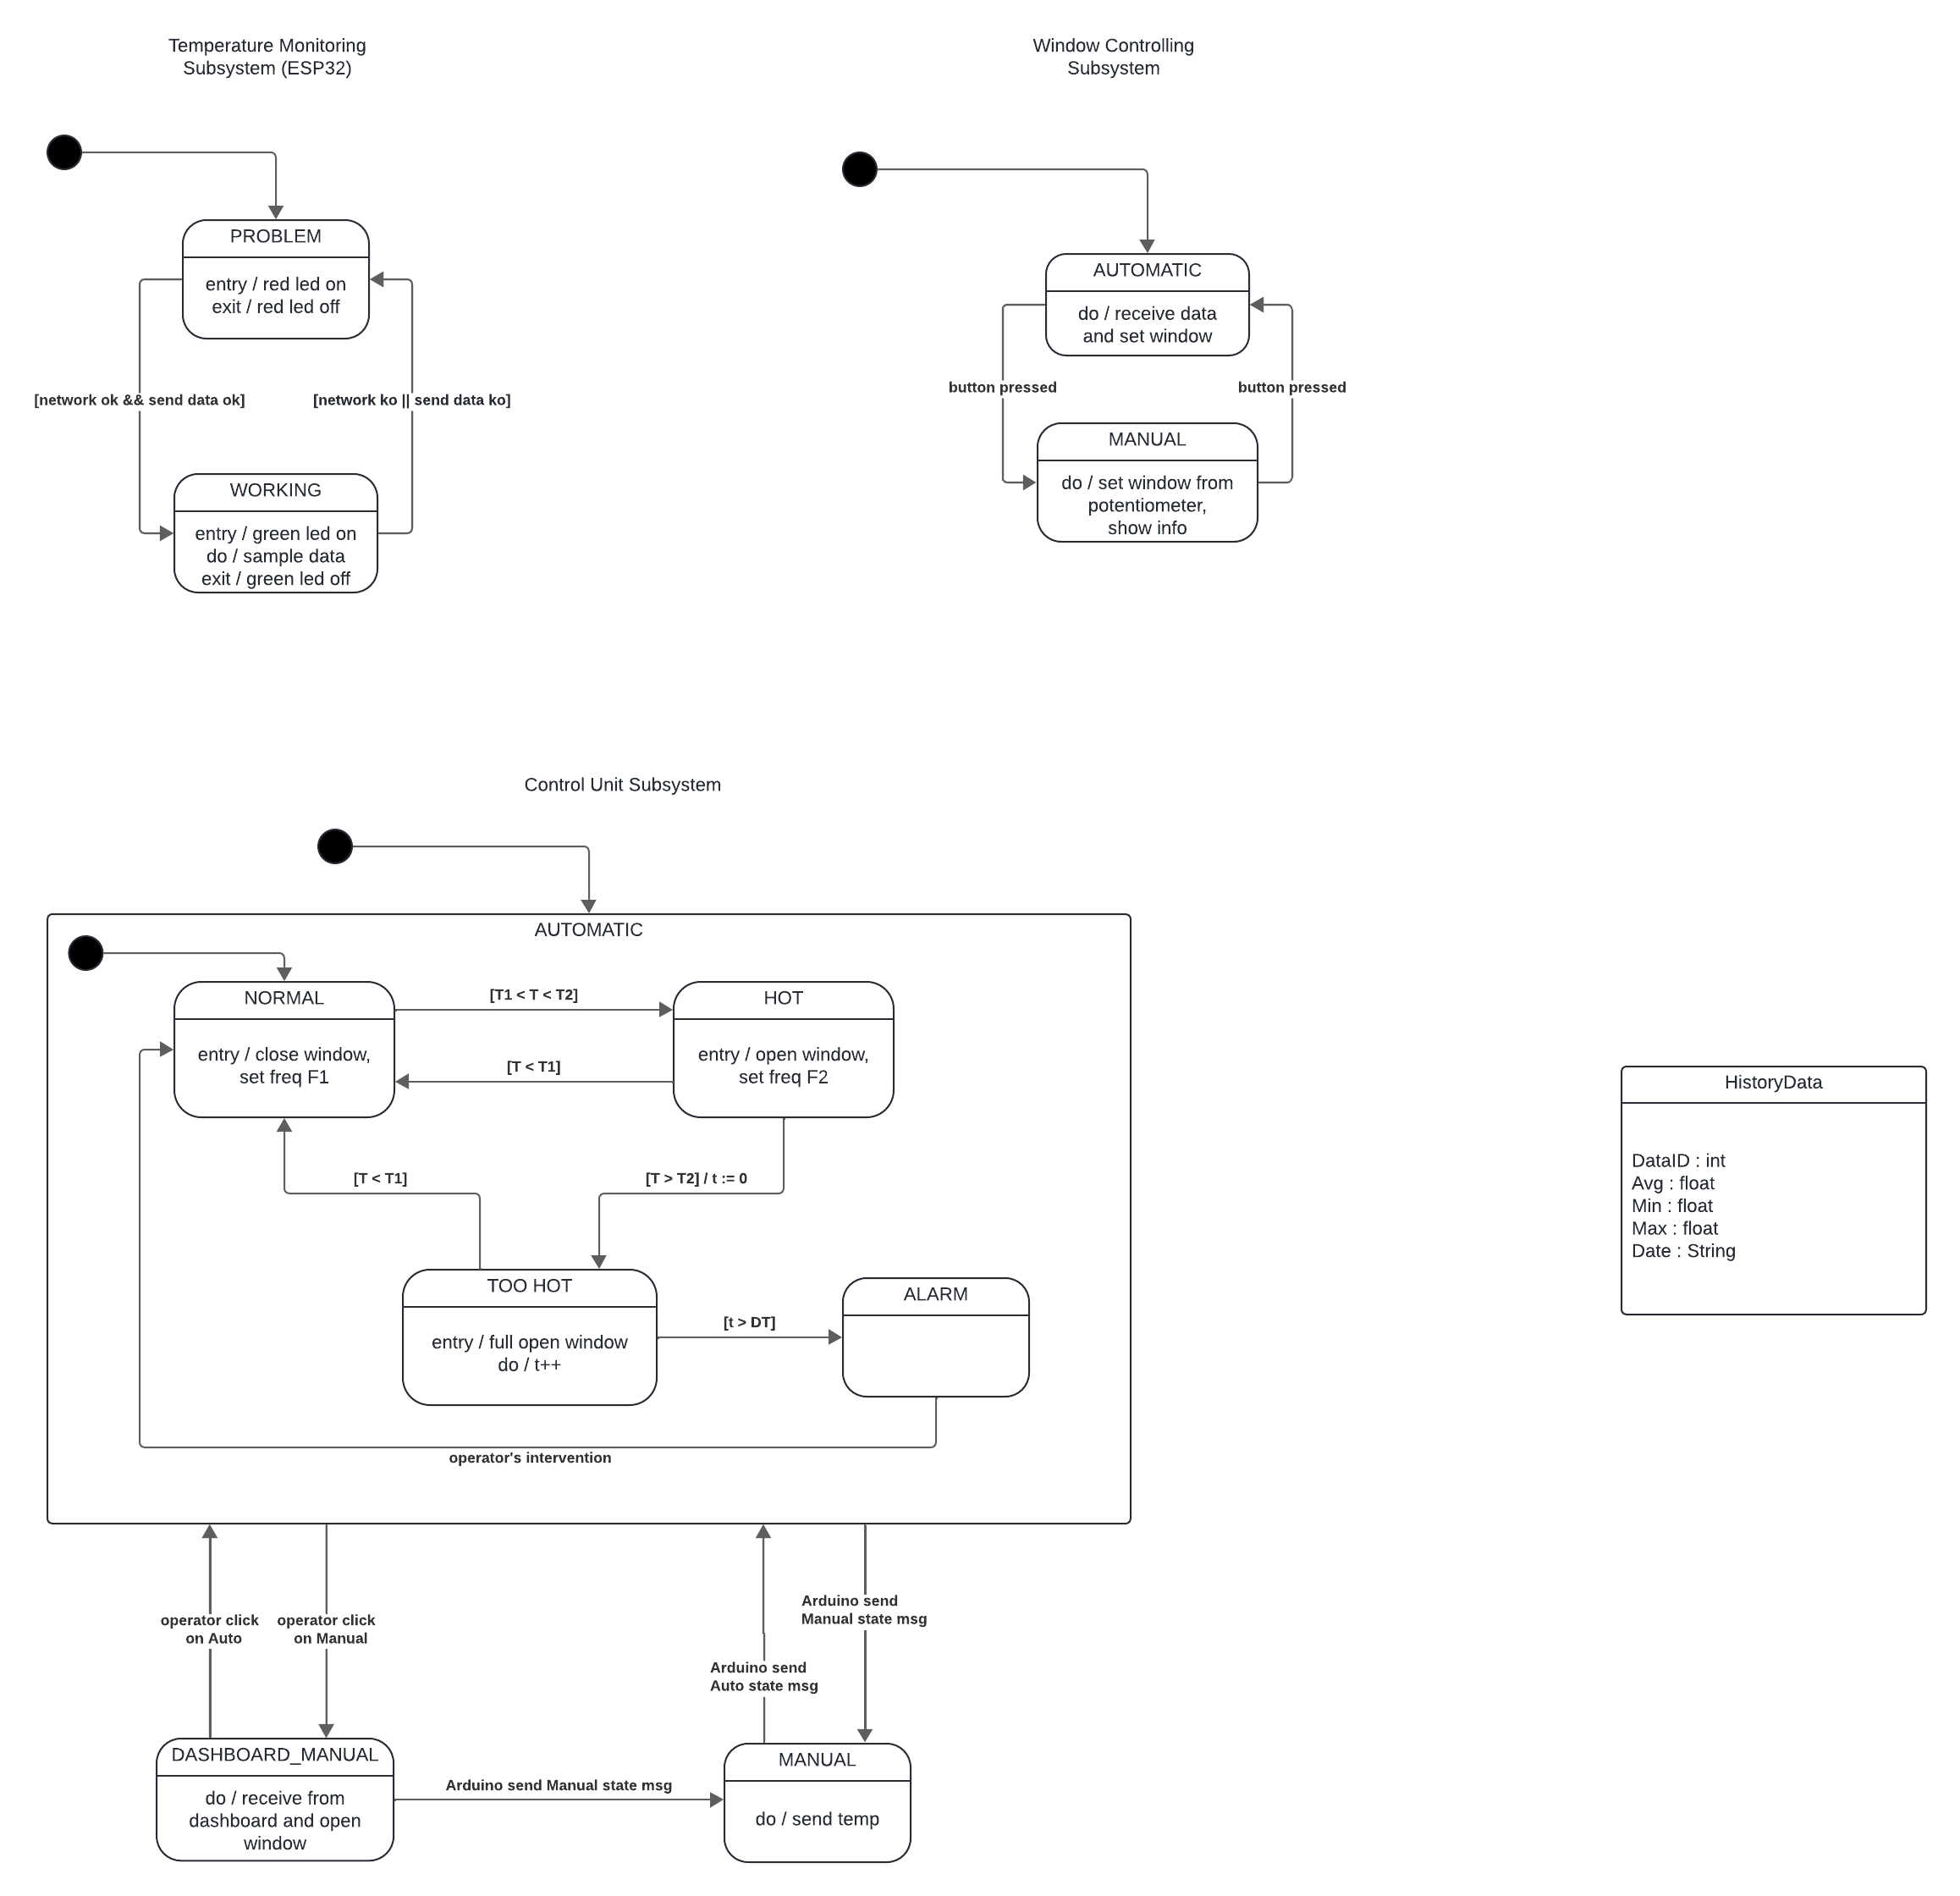 Temperature Monitoring
Subsystem (ESP32)
PROBLEM
entry / red led on
exit / red led off
[network ok && send data ok]
[network ko || send data ko]
WORKING
entry / green led on
do / sample data
exit / green led off
Window Controlling
Subsystem
AUTOMATIC
do / receive data
and set window
button pressed
button pressed
MANUAL
do / set window from
potentiometer,
show info
Control Unit Subsystem
AUTOMATIC
NORMAL
entry / close window,
set freq F1
[T1 < T < T2]
[T < T1]
HOT
entry / open window,
set freq F2
[T < T1]
[T > T2] / t := 0
TOO HOT
entry / full open window
do / t++
[t > DT]
ALARM
operator's intervention
operator click
on Auto
operator click
on Manual
Arduino send
Auto state msg
Arduino send
Manual state msg
DASHBOARD_MANUAL
do / receive from
dashboard and open
window
Arduino send Manual state msg
MANUAL
do / send temp
HistoryData
DataID : int
Avg : float
Min : float
Max : float
Date : String